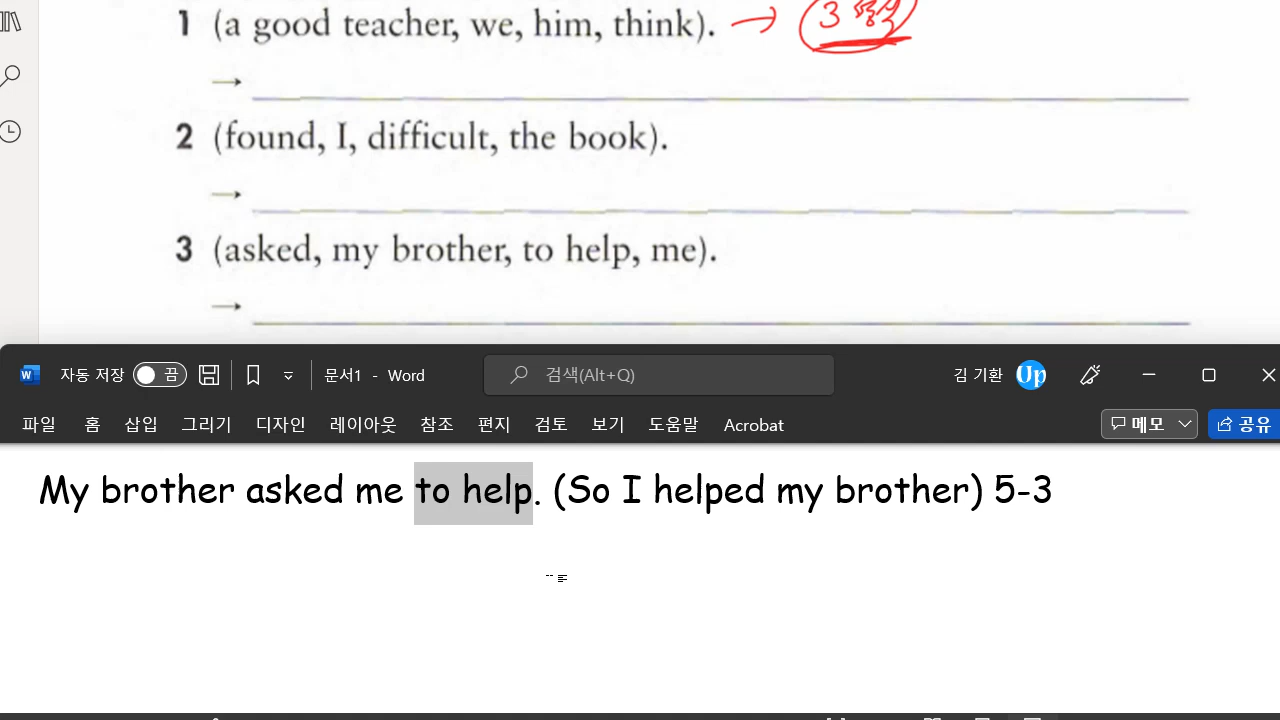 1 (a good teacher, we, him, think). → 3형식
→
2 (found, I, difficult, the book).
→
3 (asked, my brother, to help, me).
→
자동 저장 끔 문서1 - Word 검색(Alt+Q) 김 기환 Up
파일 홈 삽입 그리기 디자인 레이아웃 참조 편지 검토 보기 도움말 Acrobat 메모 공유
My brother asked me to help. (So I helped my brother) 5-3